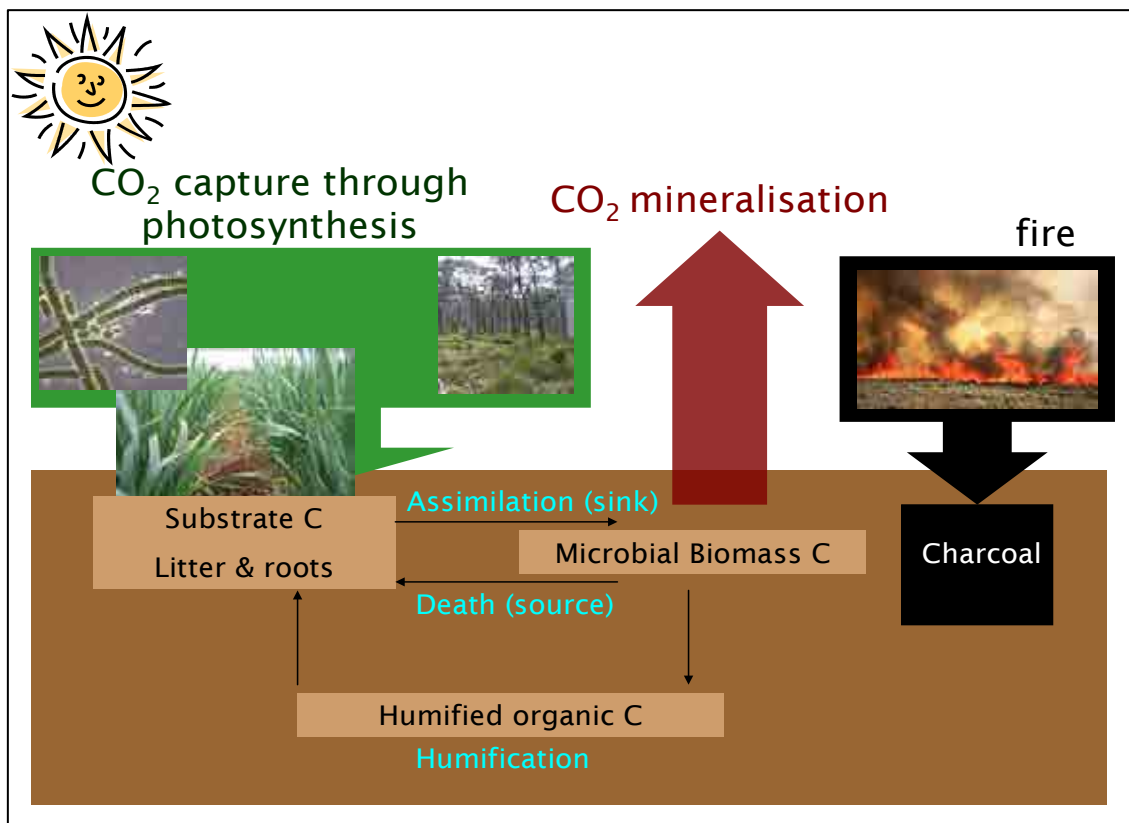 CO₂ capture through
photosynthesis
CO₂ mineralisation
fire
Assimilation (sink)
Substrate C
Litter & roots
Microbial Biomass C
Charcoal
Death (source)
Humified organic C
Humification